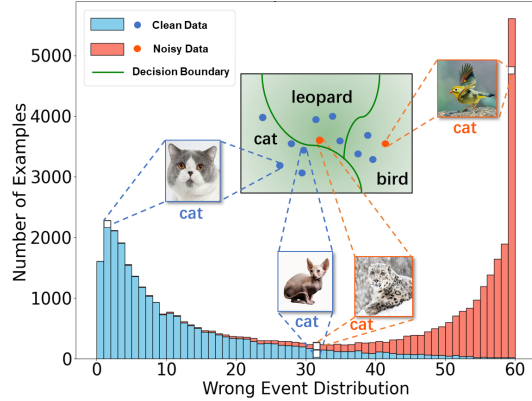 Clean Data
Noisy Data
Decision Boundary
Number of Examples
5000
4000
3000
2000
1000
0
leopard
cat
bird
cat
cat
cat
cat
0 10 20 30 40 50 60
Wrong Event Distribution